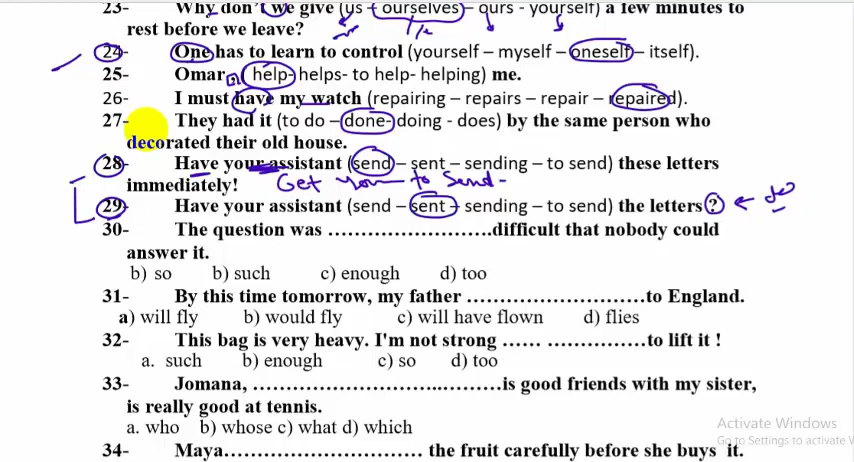 23- Why don't we give (us – ourselves) – ours - yourself) a few minutes to
rest before we leave?
24- One has to learn to control (yourself – myself – oneself – itself).
25- Omar (help- helps- to help- helping) me.
26- I must have my watch (repairing – repairs – repair – repaired).
27- They had it (to do – done- doing - does) by the same person who
decorated their old house.
28- Have your assistant (send – sent – sending – to send) these letters
immediately! Get you to send-
29- Have your assistant (send – sent – sending – to send) the letters?
30- The question was ……………………difficult that nobody could
answer it.
b) so b) such c) enough d) too
31- By this time tomorrow, my father ………………………to England.
a) will fly b) would fly c) will have flown d) flies
32- This bag is very heavy. I'm not strong …… ……………to lift it !
a. such b) enough c) so d) too
33- Jomana, ……………………..………is good friends with my sister,
is really good at tennis.
a. who b) whose c) what d) which
Activate Windows
Go to Settings to activate V
34- Maya………………………… the fruit carefully before she buys it.